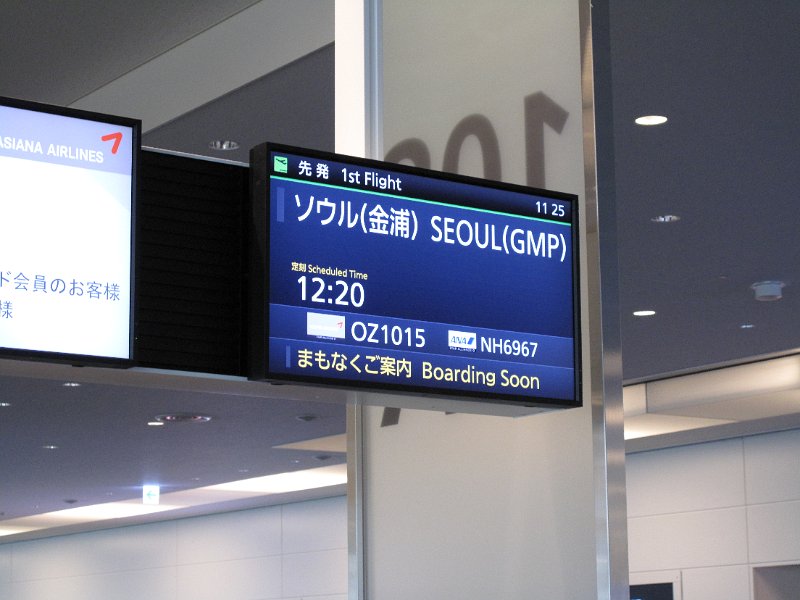 ASIANA AIRLINES
ド会員のお客様
様
先発 1st Flight
11 25
ソウル(金浦) SEOUL(GMP)
定刻 Scheduled Time
12:20
OZ1015
ANA
NH6967
まもなくご案内 Boarding Soon